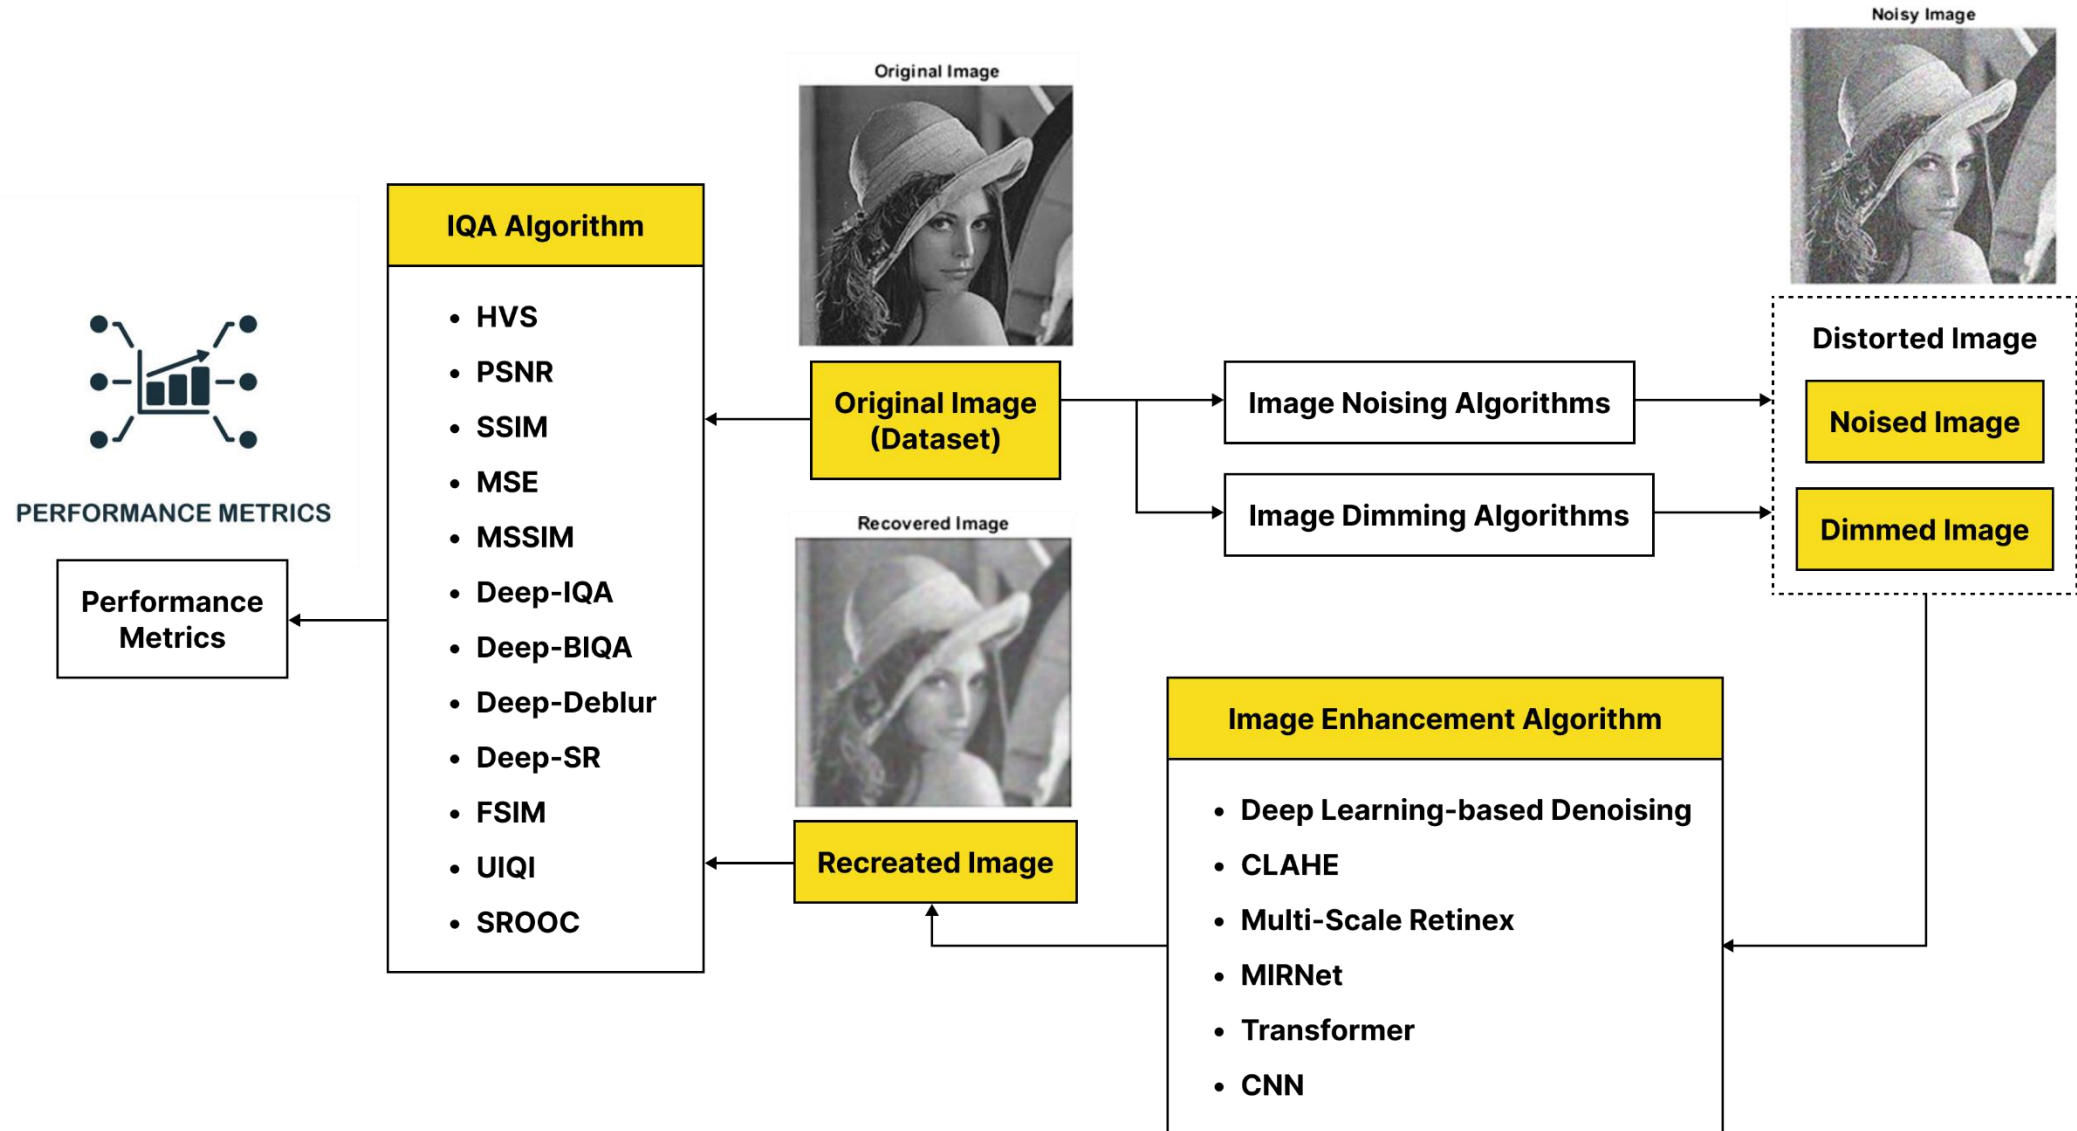 Noisy Image
Original Image
IQA Algorithm
HVS
PSNR
SSIM
MSE
MSSIM
Deep-IQA
Deep-BIQA
Deep-Deblur
Deep-SR
FSIM
UIQI
SROOC
PERFORMANCE METRICS
Performance
Metrics
Original Image
(Dataset)
Image Noising Algorithms
Image Dimming Algorithms
Distorted Image
Noised Image
Dimmed Image
Recovered Image
Recreated Image
Image Enhancement Algorithm
Deep Learning-based Denoising
CLAHE
Multi-Scale Retinex
MIRNet
Transformer
CNN